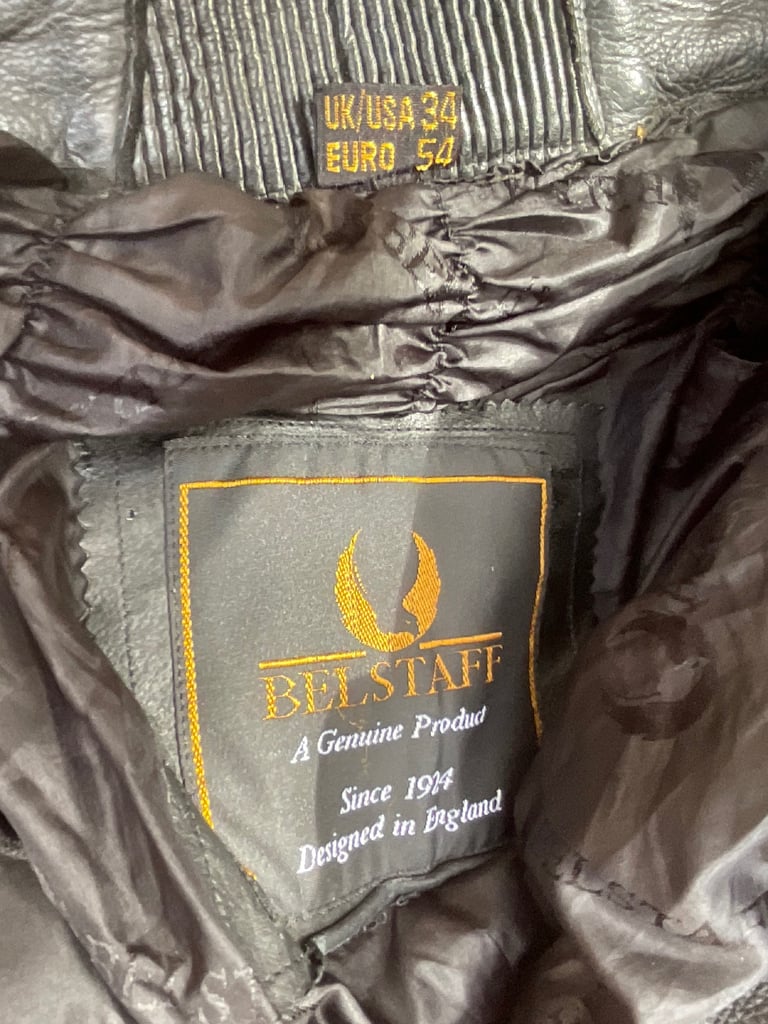 UK/USA 34
EURO 54
BELSTAFF
A Genuine Product
Since 1924
Designed in England